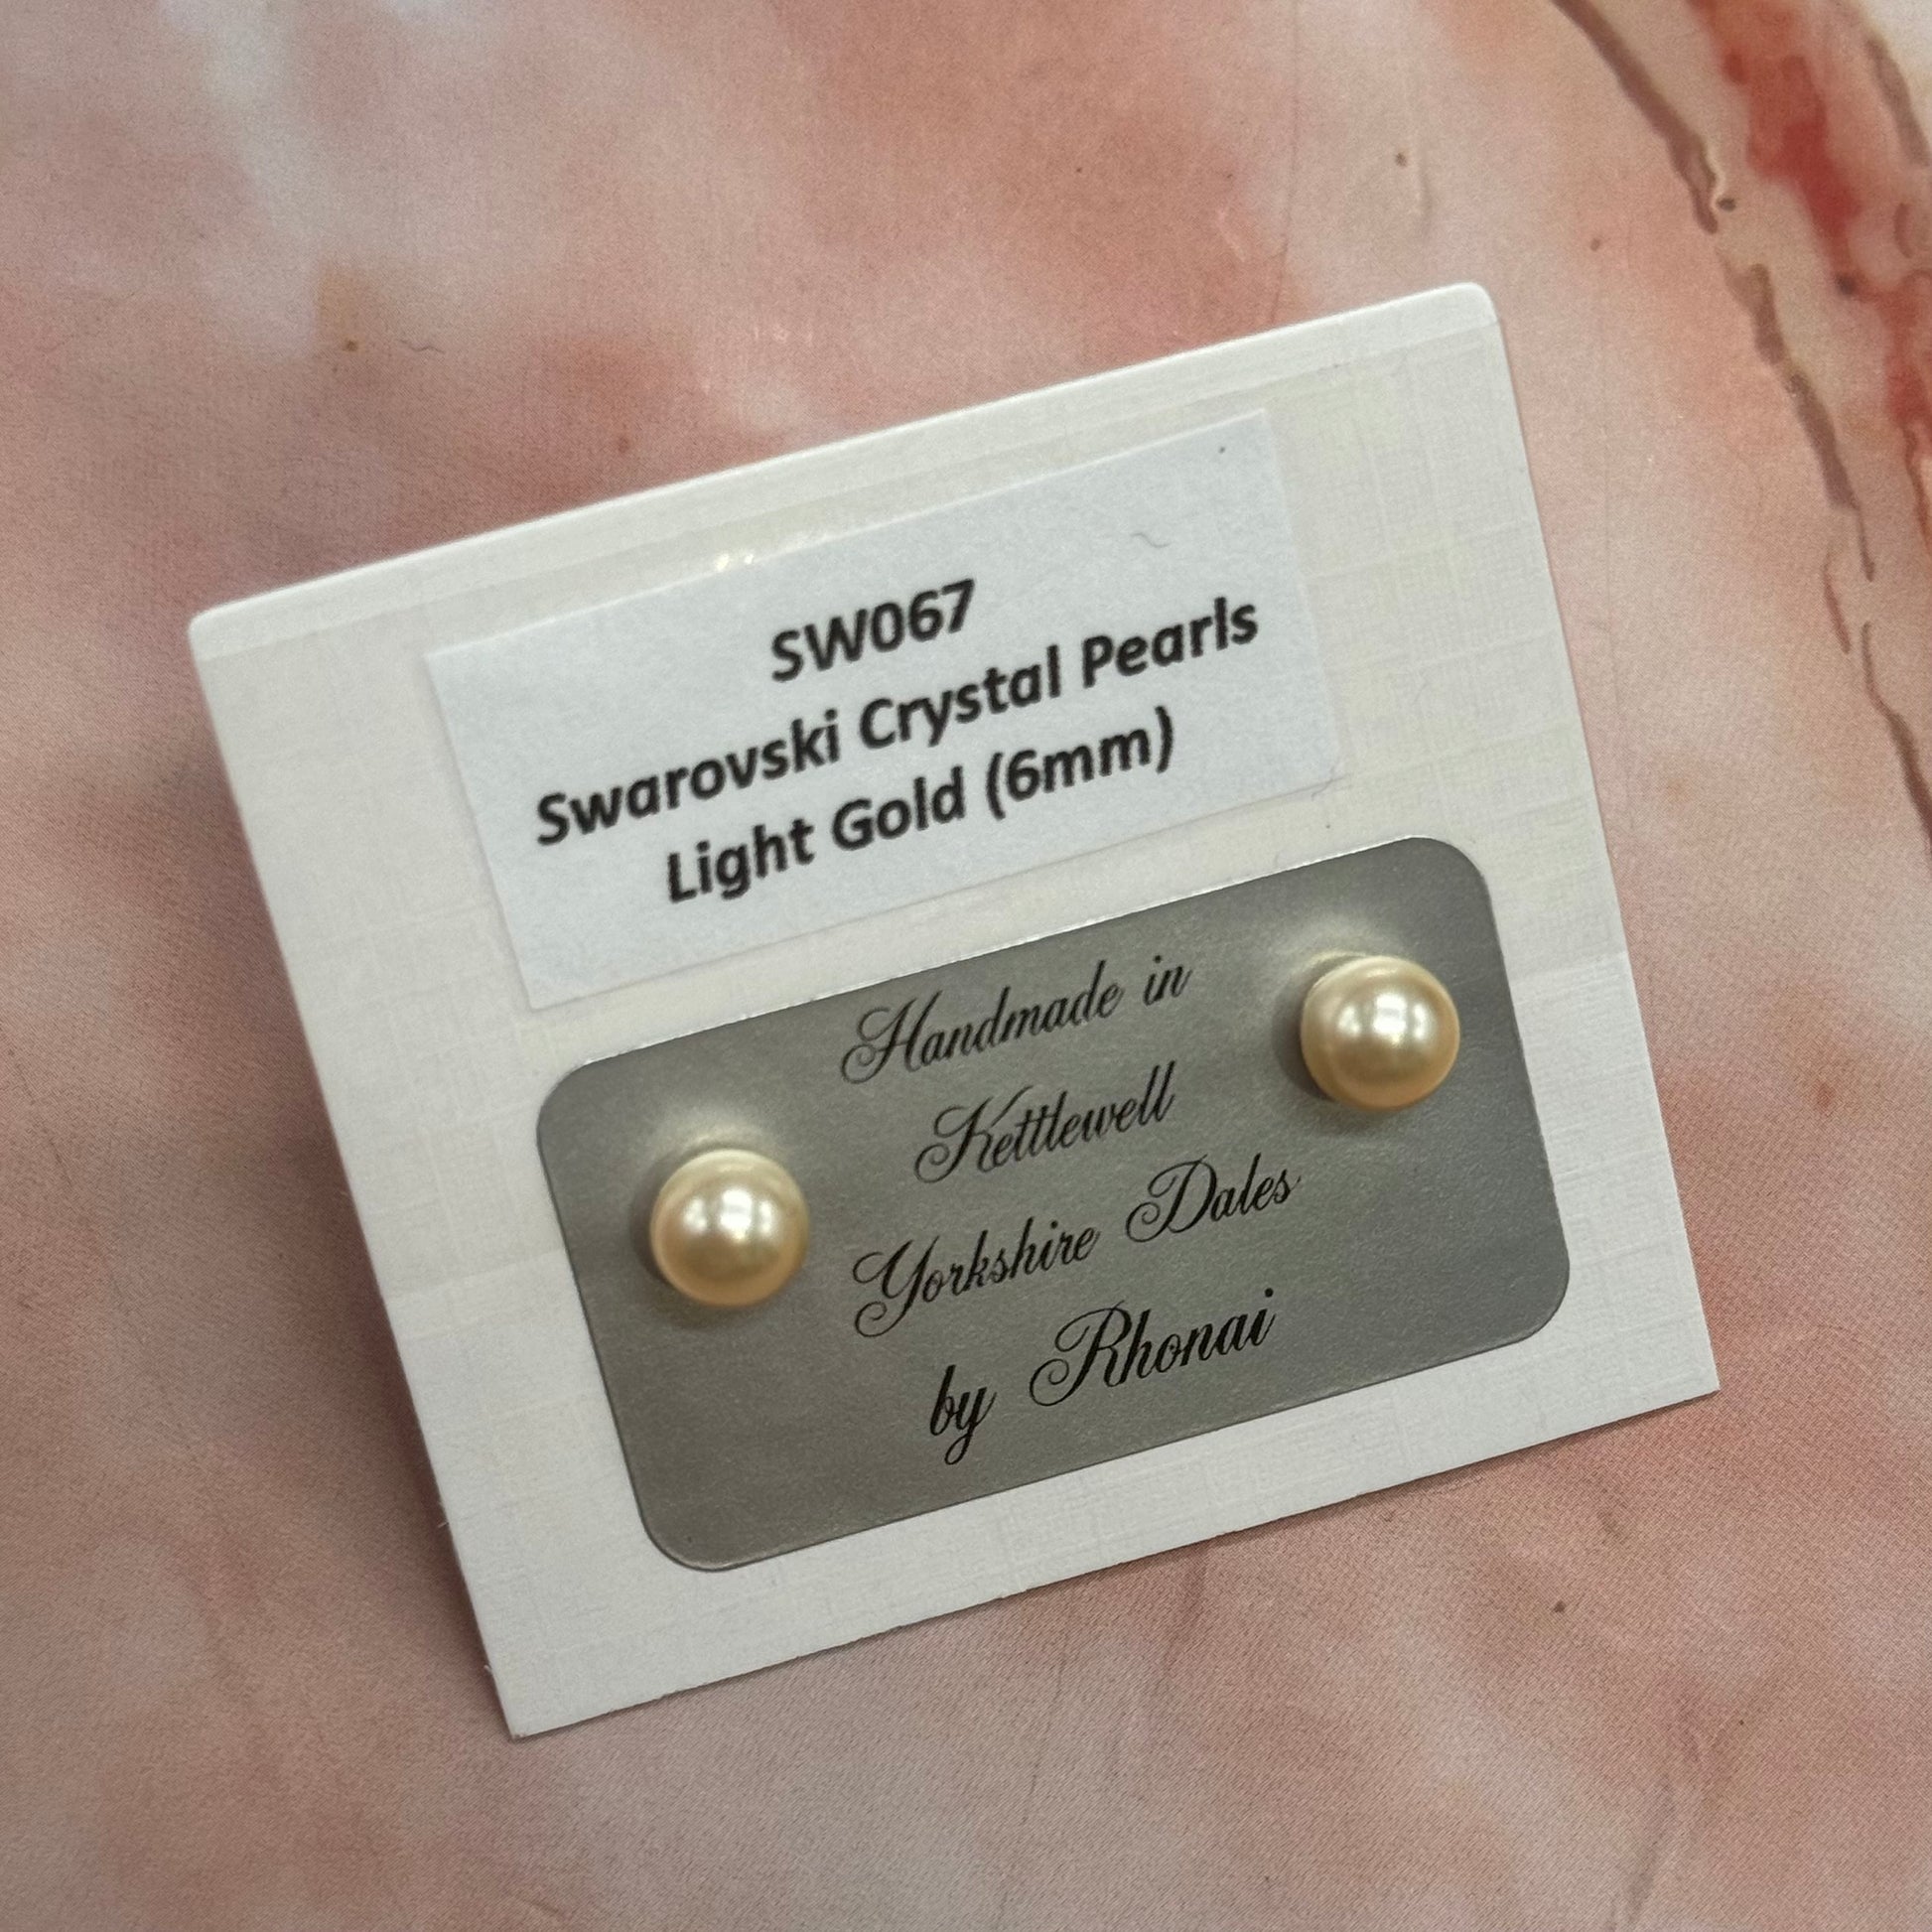 SW067
Swarovski Crystal Pearls
Light Gold (6mm)
Handmade in
Kettlewell
Yorkshire Dales
by Rhonai